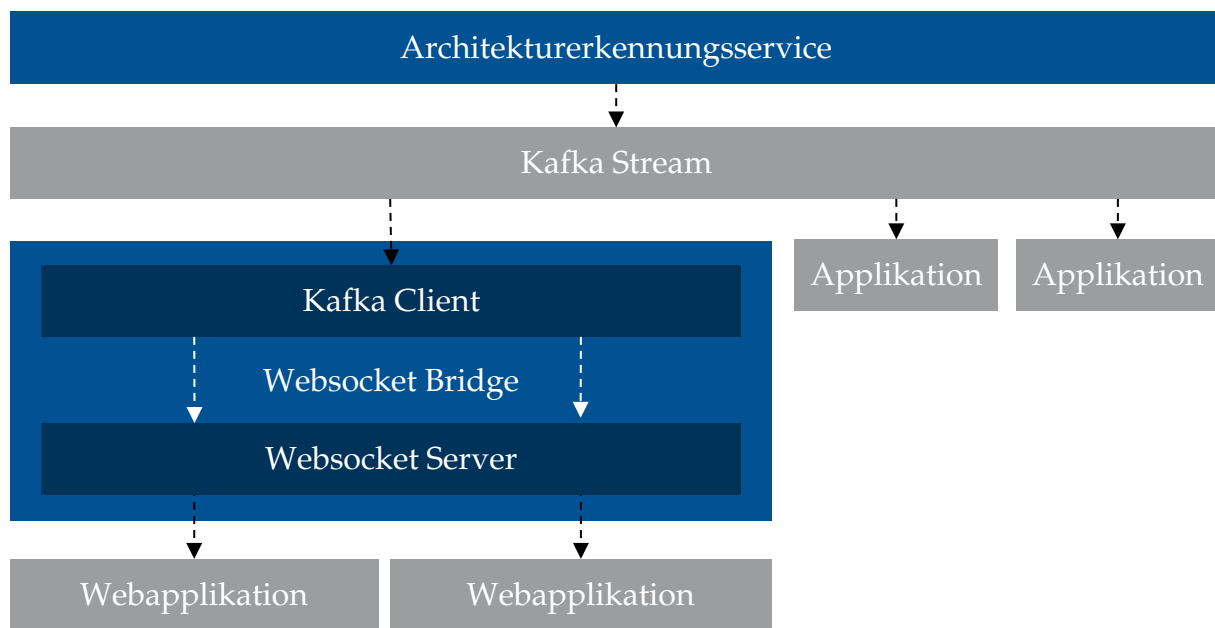 Architekturerkennungsservice
Kafka Stream
Applikation
Applikation
Kafka Client
Websocket Bridge
Websocket Server
Webapplikation
Webapplikation